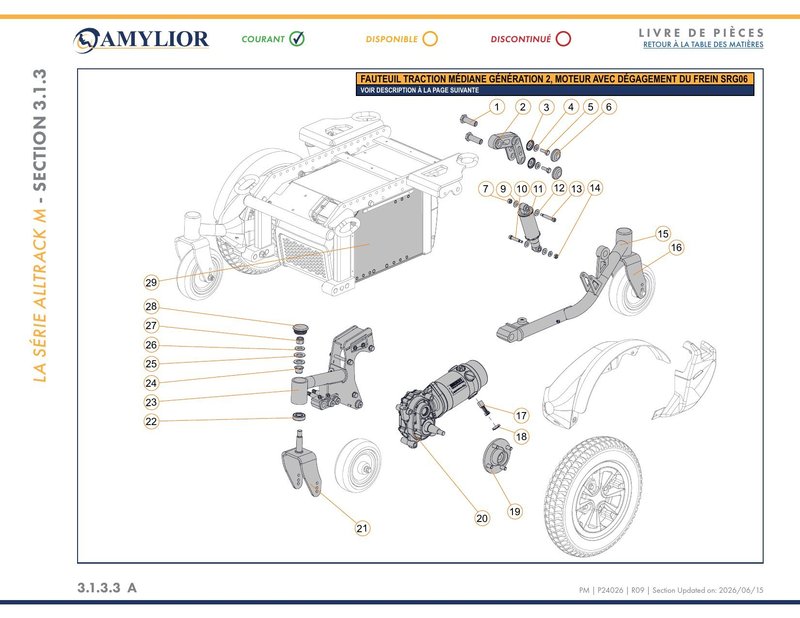 AMYLIOR
COURANT
DISPONIBLE
DISCONTINUÉ
LIVRE DE PIÈCES
RETOUR À LA TABLE DES MATIÈRES
LA SÉRIE ALLTRACK M - SECTION 3.1.3
FAUTEUIL TRACTION MÉDIANE GÉNÉRATION 2, MOTEUR AVEC DÉGAGEMENT DU FREIN SRG06
VOIR DESCRIPTION À LA PAGE SUIVANTE
1 2 3 4 5 6
7 9 10 11 12 13 14
8
15
16
29
28
27
26
25
24
23
22
17
18
19
20
21
3.1.3.3 A
PM | P24026 | R09 | Section Updated on: 2026/06/15